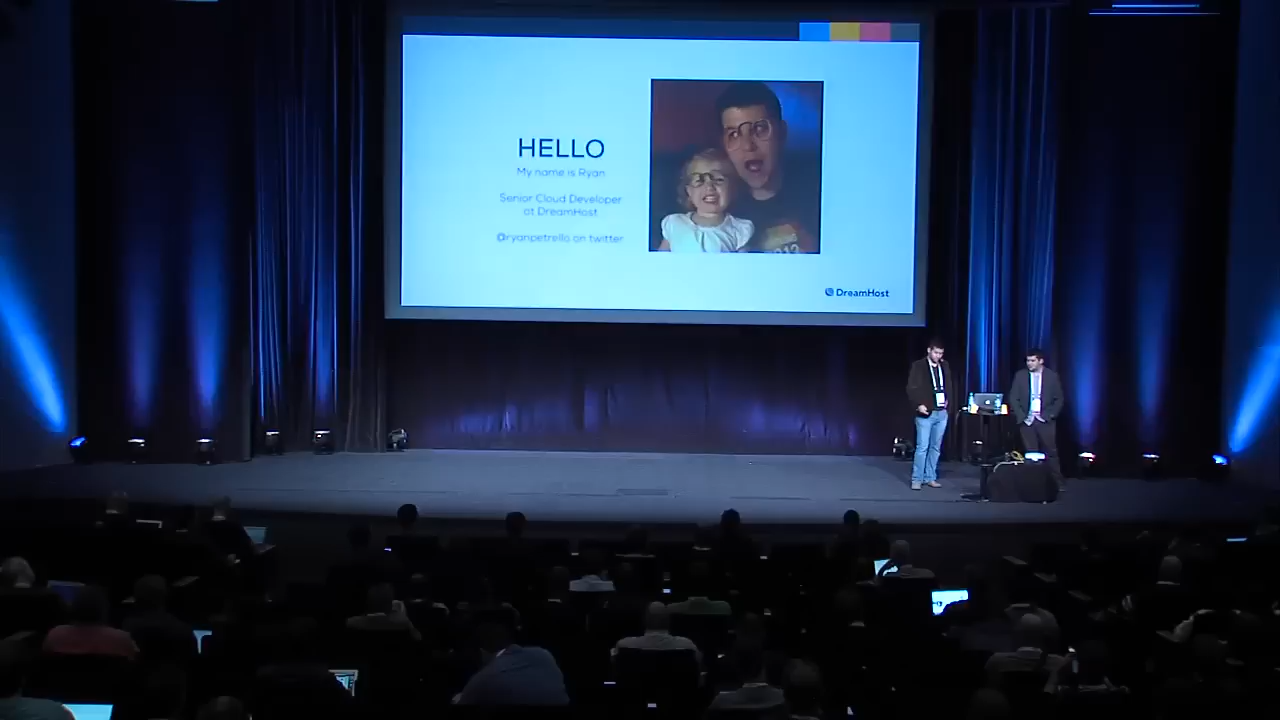 HELLO
My name is Ryan
Senior Cloud Developer
at DreamHost
@ryanpetrello on twitter
DreamHost